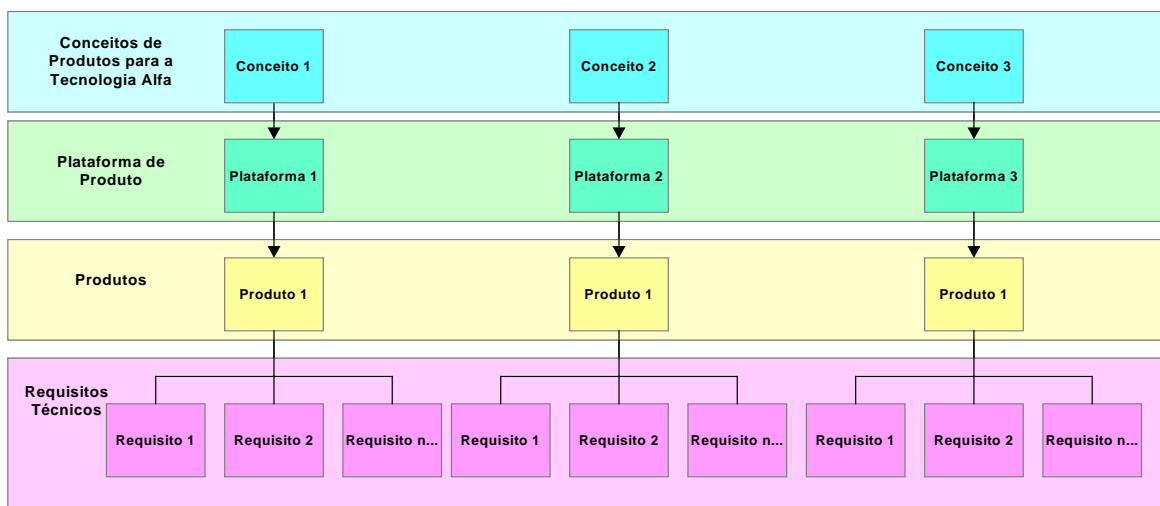 Conceitos de
Produtos para a
Tecnologia Alfa
Conceito 1
Conceito 2
Conceito 3
Plataforma de
Produto
Plataforma 1
Plataforma 2
Plataforma 3
Produtos
Produto 1
Produto 1
Produto 1
Requisitos
Técnicos
Requisito 1
Requisito 2
Requisito n...
Requisito 1
Requisito 2
Requisito n...
Requisito 1
Requisito 2
Requisito n...